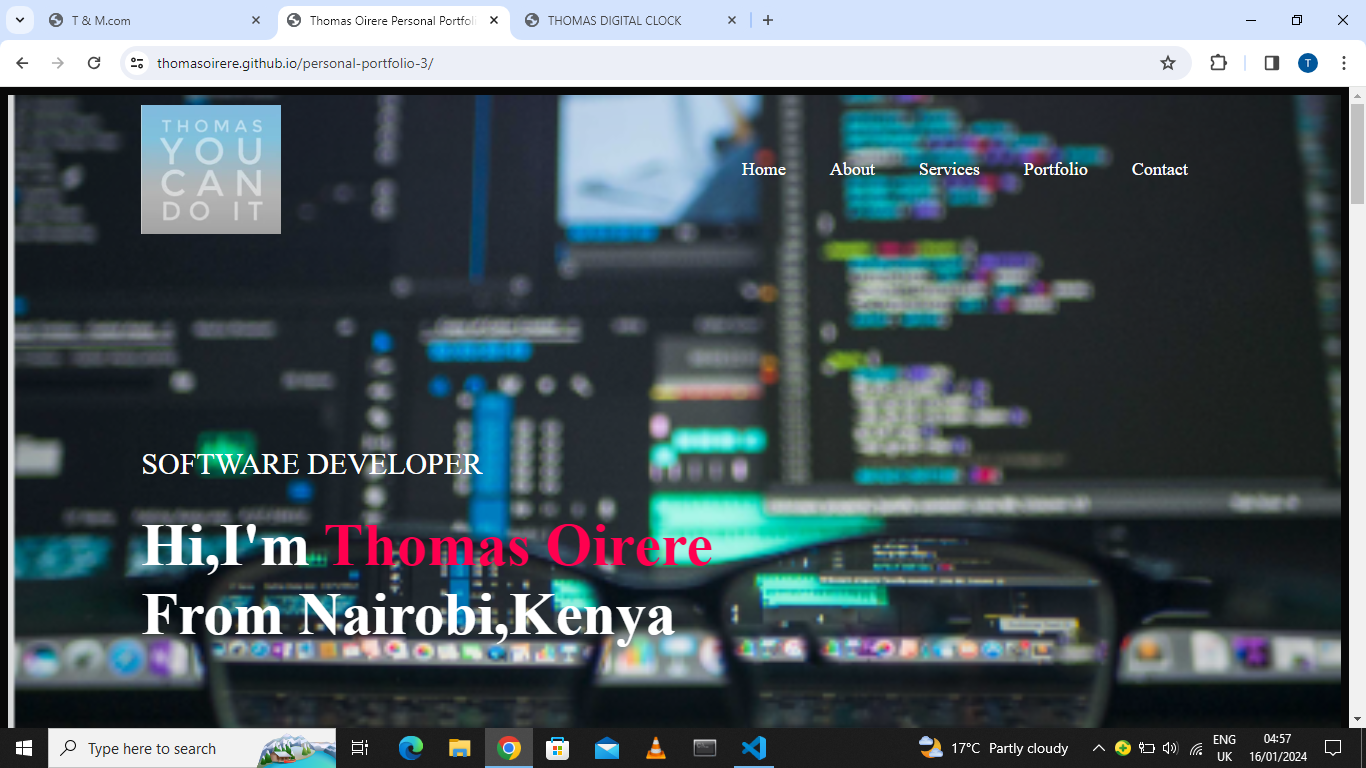 T & M.com
Thomas Oirere Personal Portfoli
THOMAS DIGITAL CLOCK
thomasoirere.github.io/personal-portfolio-3/
T
THOMAS
YOU
CAN
DO IT
Home About Services Portfolio Contact
SOFTWARE DEVELOPER
Hi,I'm Thomas Oirere
From Nairobi,Kenya
Type here to search
17°C Partly cloudy
ENG
UK
04:57
16/01/2024